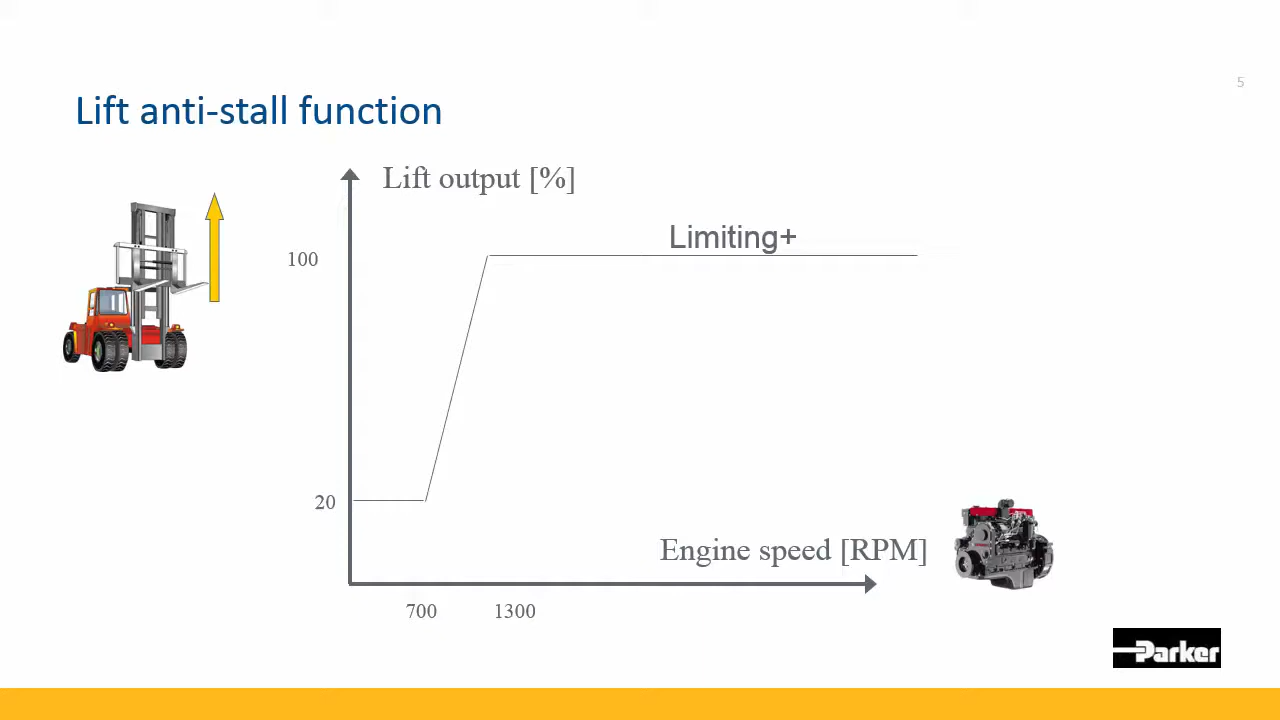 5
Lift anti-stall function
Lift output [%]
Limiting+
100
20
Engine speed [RPM]
700
1300
Parker